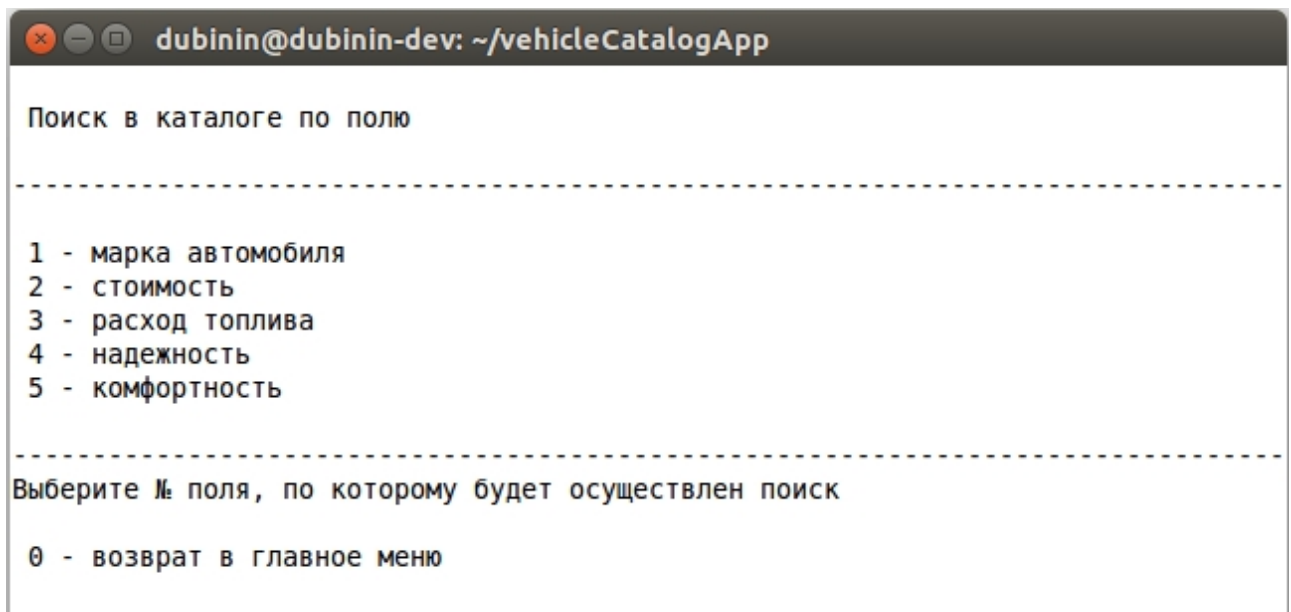 dubinin@dubinin-dev: ~/vehicleCatalogApp
Поиск в каталоге по полю
--------------------------------------------------------------------------------
1 - марка автомобиля
2 - стоимость
3 - расход топлива
4 - надежность
5 - комфортность
--------------------------------------------------------------------------------
Выберите № поля, по которому будет осуществлен поиск
0 - возврат в главное меню